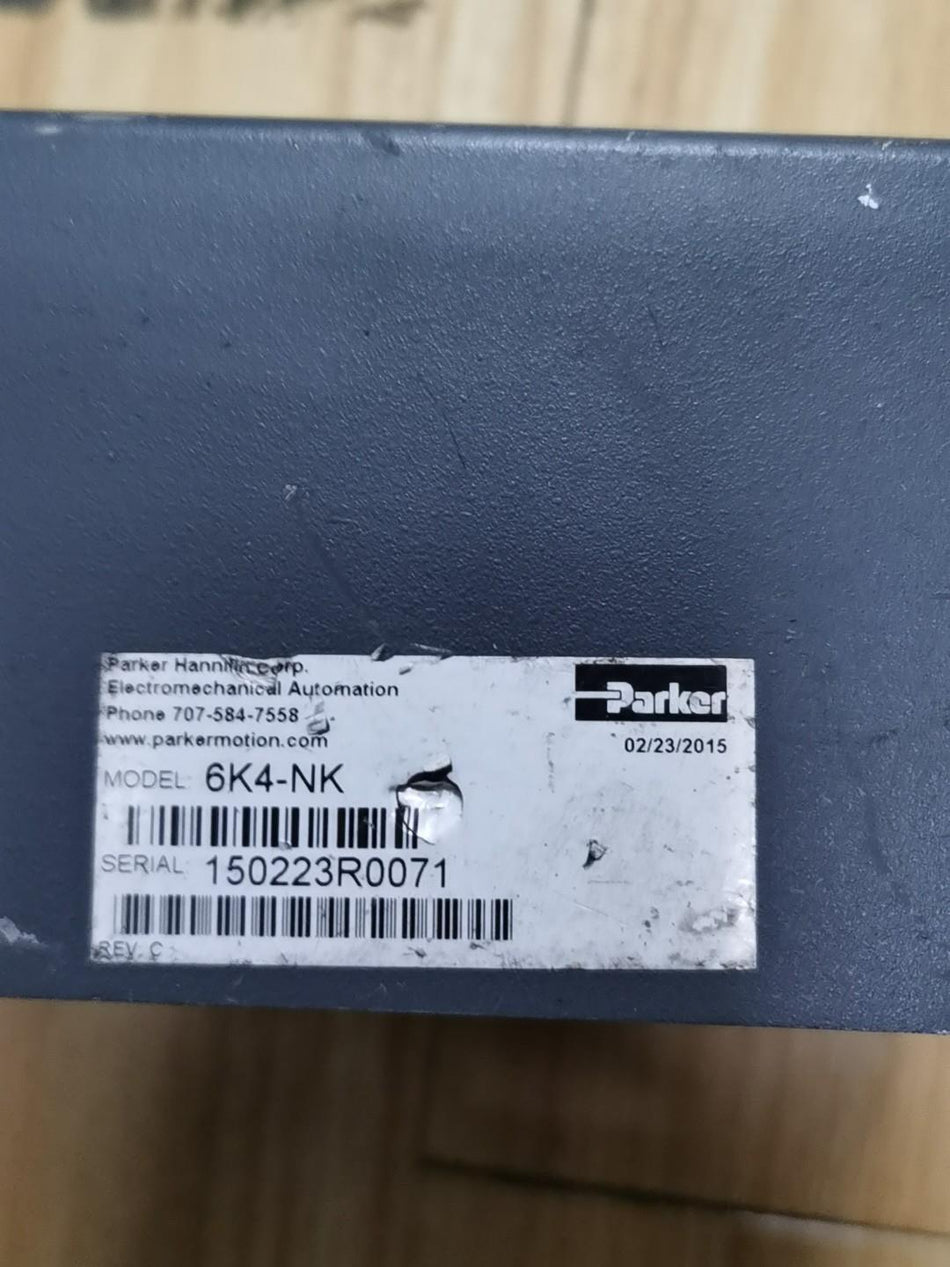 Parker Hannifin Corp.
Electromechanical Automation
Phone 707-584-7558
www.parkermotion.com
Parker
02/23/2015
MODEL: 6K4-NK
SERIAL: 150223R0071
REV. C